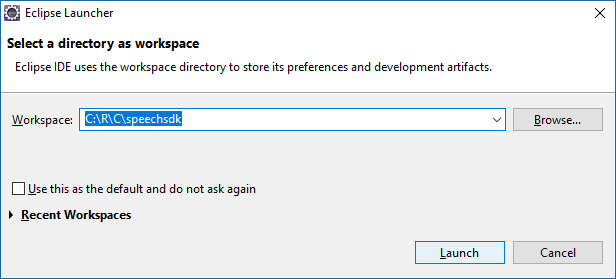 Eclipse Launcher
Select a directory as workspace
Eclipse IDE uses the workspace directory to store its preferences and development artifacts.
Workspace: C:\R\C\speechsdk Browse...
Use this as the default and do not ask again
Recent Workspaces
Launch Cancel